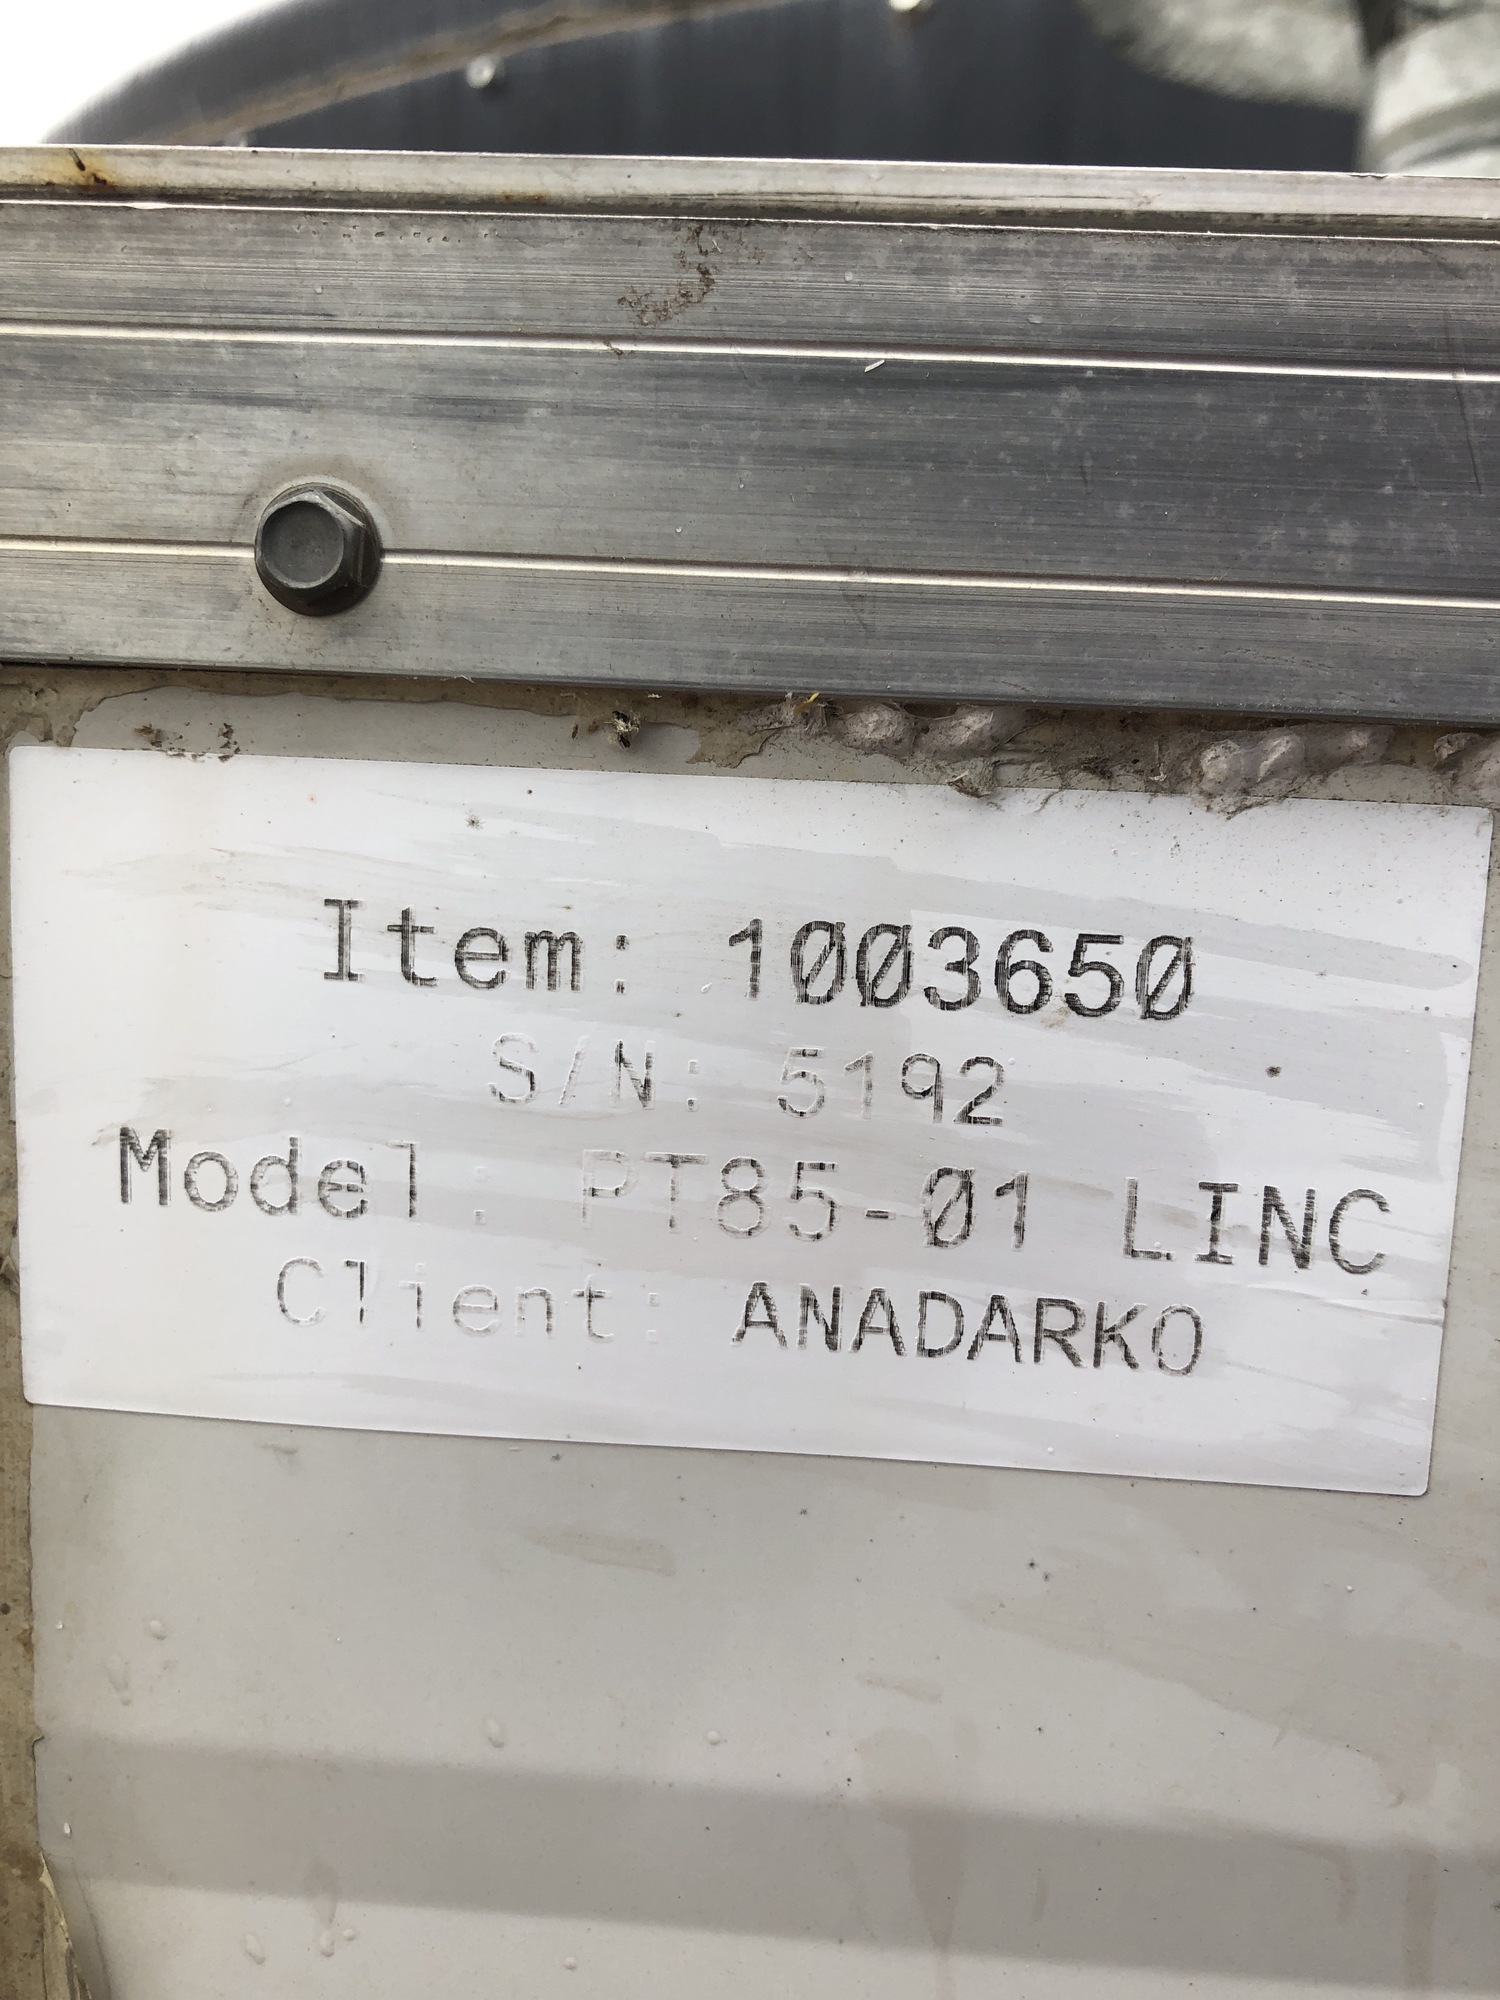 Item: 1003650
S/N: 5192
Model: PT85-01 LINC
Client: ANADARKO